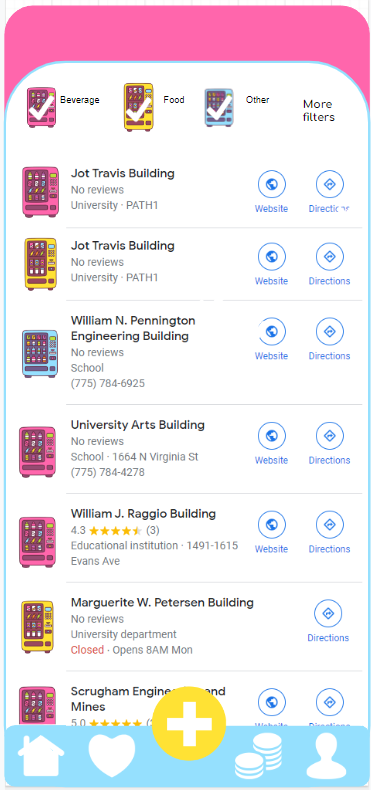 Beverage
Food
Other
More
filters
Jot Travis Building
No reviews
University · PATH1
Website
Directions
Jot Travis Building
No reviews
University · PATH1
Website
Directions
William N. Pennington
Engineering Building
No reviews
School
(775) 784-6925
Website
Directions
University Arts Building
No reviews
School · 1664 N Virginia St
(775) 784-4278
Website
Directions
William J. Raggio Building
4.3 ★★★★★ (3)
Educational institution · 1491-1615
Evans Ave
Website
Directions
Marguerite W. Petersen Building
No reviews
University department
Closed · Opens 8AM Mon
Directions
Scrugham Engine and
Mines
5.0 ★★★★★
Website
Directions